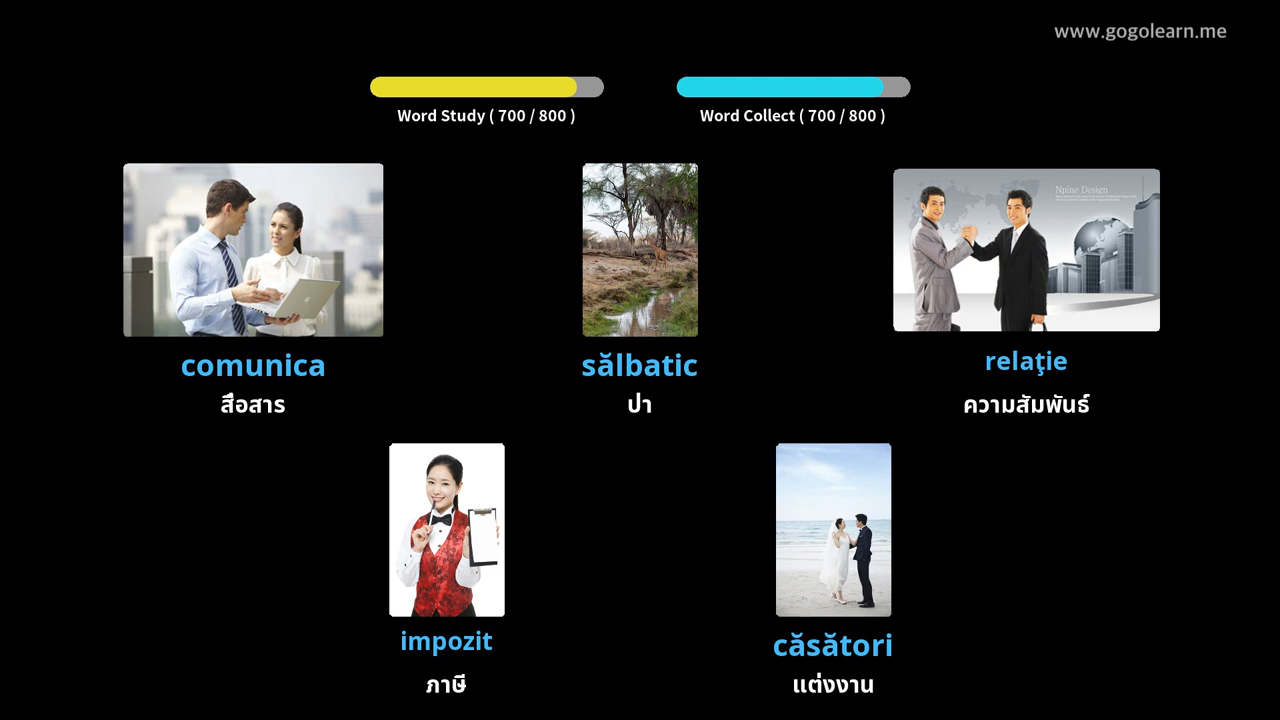 www.gogolearn.me
Word Study ( 700 / 800 )
Word Collect ( 700 / 800 )
Npine Design
comunica
สื่อสาร
sălbatic
ป่า
relaţie
ความสัมพันธ์
impozit
ภาษี
căsători
แต่งงาน